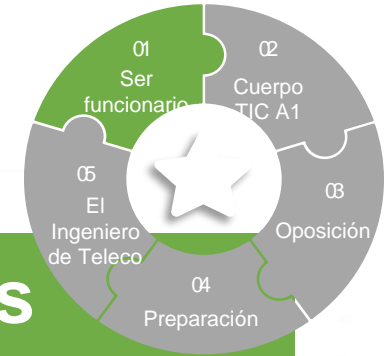 01
Ser
funcionario
02
Cuerpo
TIC A1
03
Oposición
04
Preparación
05
El
Ingeniero
de Teleco
s